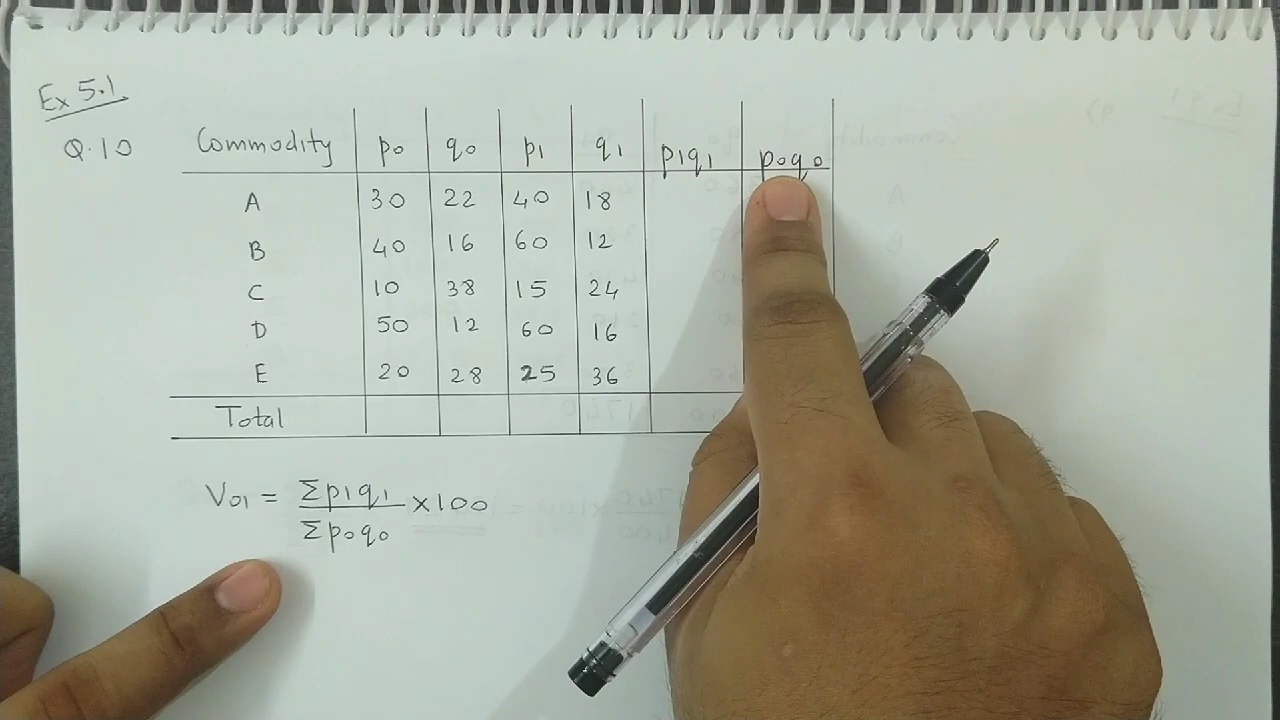 Ex 5.1
Q.10
Commodity p0 q0 p1 q1 p1q1 p0q0
A 30 22 40 18
B 40 16 60 12
C 10 38 15 24
D 50 12 60 16
E 20 28 25 36
Total
V01 = Σp1q1 / Σp0q0 × 100